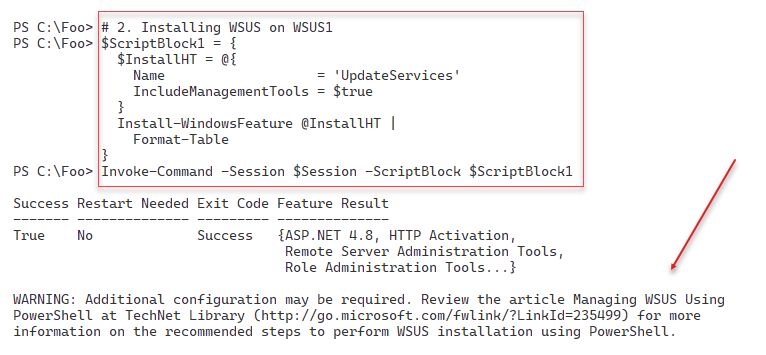 PS C:\Foo> # 2. Installing WSUS on WSUS1
PS C:\Foo> $ScriptBlock1 = {
  $InstallHT = @{
    Name                   = 'UpdateServices'
    IncludeManagementTools = $true
  }
  Install-WindowsFeature @InstallHT |
    Format-Table
}
PS C:\Foo> Invoke-Command -Session $Session -ScriptBlock $ScriptBlock1
Success Restart Needed Exit Code Feature Result
------- -------------- --------- --------------
True    No             Success   {ASP.NET 4.8, HTTP Activation,
Remote Server Administration Tools,
Role Administration Tools...}
WARNING: Additional configuration may be required. Review the article Managing WSUS Using
PowerShell at TechNet Library (http://go.microsoft.com/fwlink/?LinkId=235499) for more
information on the recommended steps to perform WSUS installation using PowerShell.